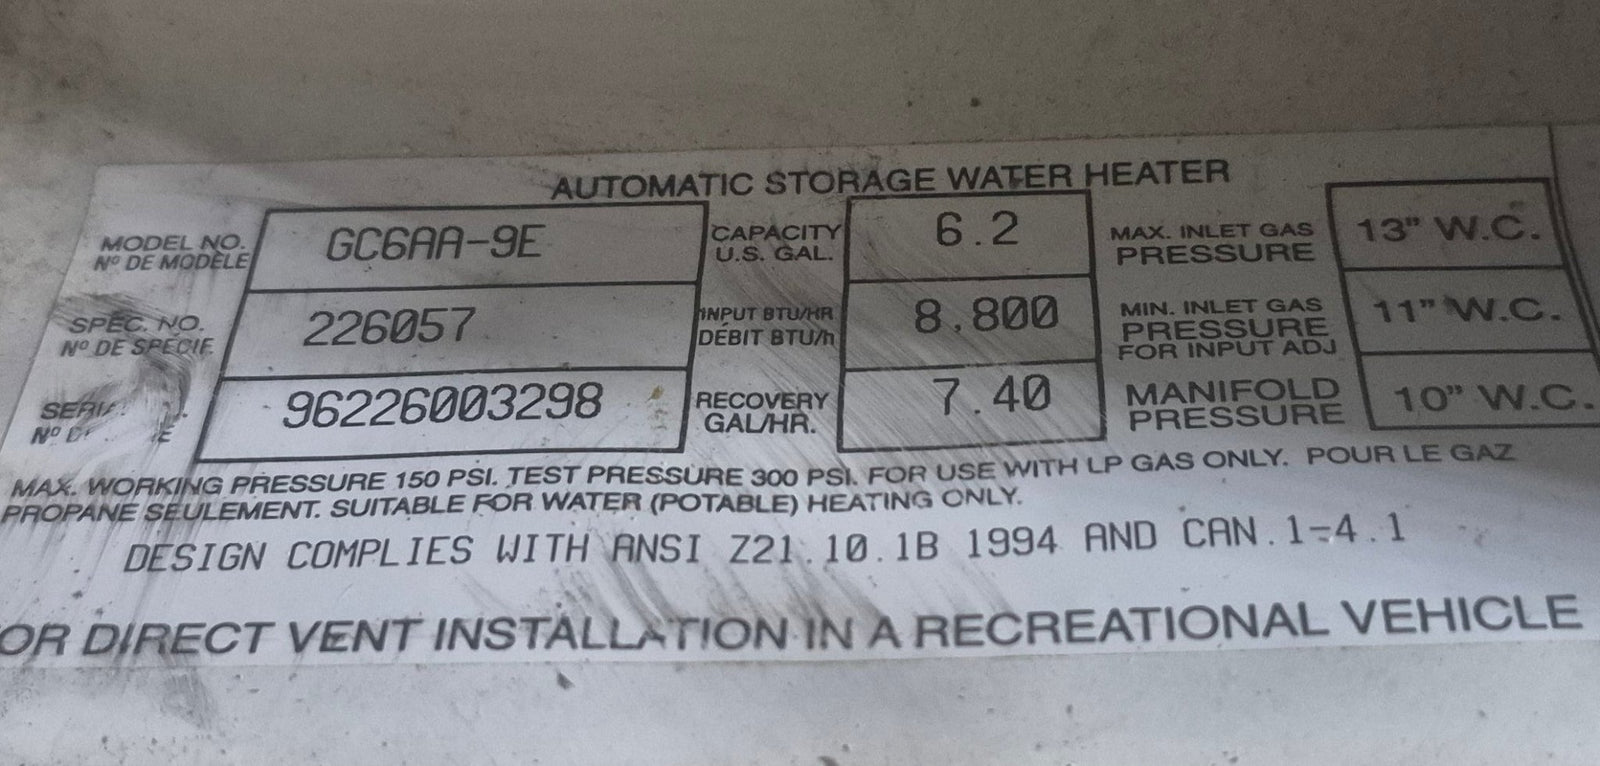 AUTOMATIC STORAGE WATER HEATER
MODEL NO. GC6AA-9E CAPACITY 6.2 MAX. INLET GAS 13" W.C.
Nº DE MODÈLE U.S. GAL. PRESSURE
SPEC. NO. 226057 INPUT BTU/HR 8,800 MIN. INLET GAS 11" W.C.
Nº DE SPECIE DÉBIT BTU/h PRESSURE
FOR INPUT ADJ
96226003298 RECOVERY 7.40 MANIFOLD 10" W.C.
Nº GAL/HR. PRESSURE
MAX. WORKING PRESSURE 150 PSI. TEST PRESSURE 300 PSI. FOR USE WITH LP GAS ONLY. POUR LE GAZ
PROPANE SEULEMENT. SUITABLE FOR WATER (POTABLE) HEATING ONLY.
DESIGN COMPLIES WITH ANSI Z21.10.1B 1994 AND CAN.1-4.1
OR DIRECT VENT INSTALLATION IN A RECREATIONAL VEHICLE